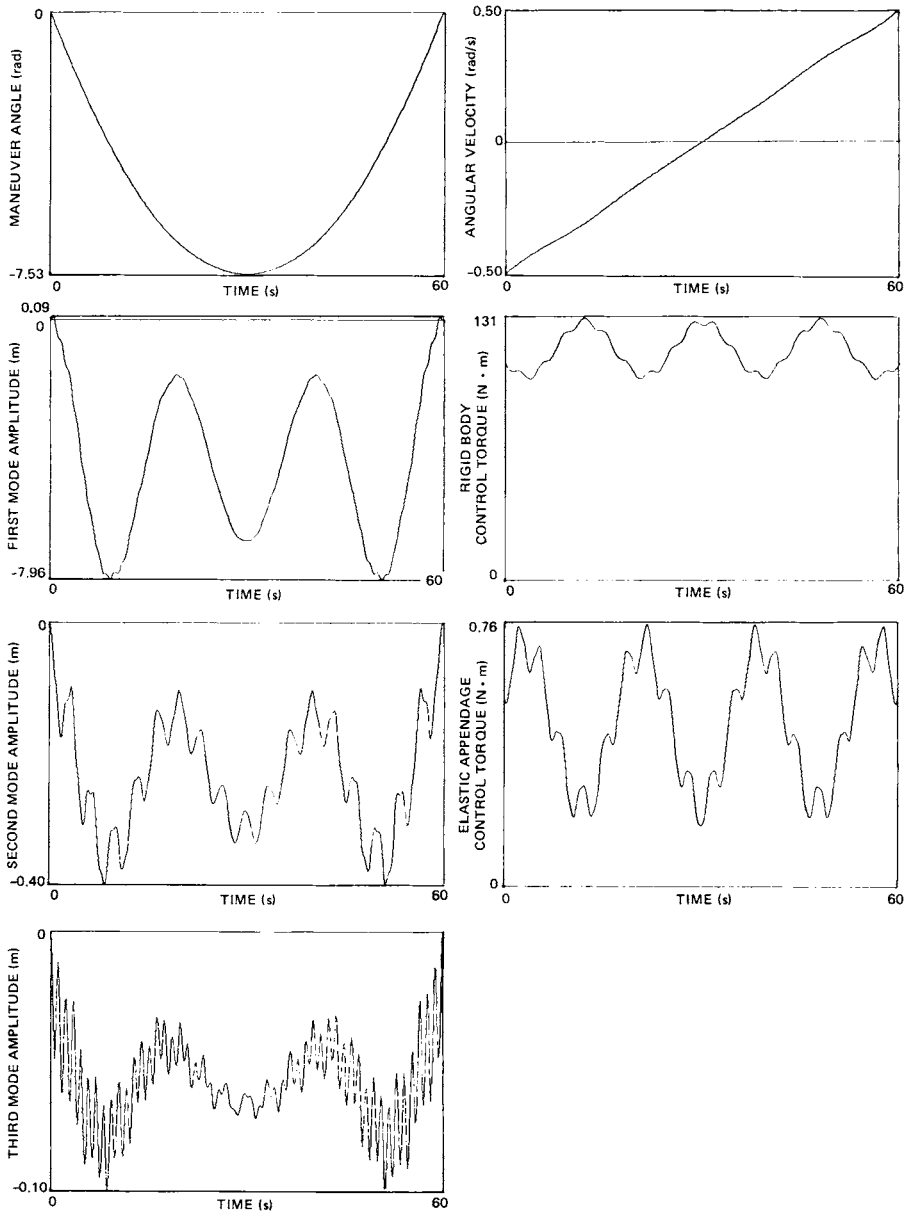 0
MANEUVER ANGLE (rad)
-7.53
0
TIME (s)
60
0.50
ANGULAR VELOCITY (rad/s)
0
-0.50
0
TIME (s)
60
0.09
0
FIRST MODE AMPLITUDE (m)
-7.96
0
TIME (s)
60
131
RIGID BODY
CONTROL TORQUE (N • m)
0
0
TIME (s)
60
0
SECOND MODE AMPLITUDE (m)
-0.40
0
TIME (s)
60
0.76
ELASTIC APPENDAGE
CONTROL TORQUE (N • m)
0
0
TIME (s)
60
0
THIRD MODE AMPLITUDE (m)
-0.10
0
TIME (s)
60